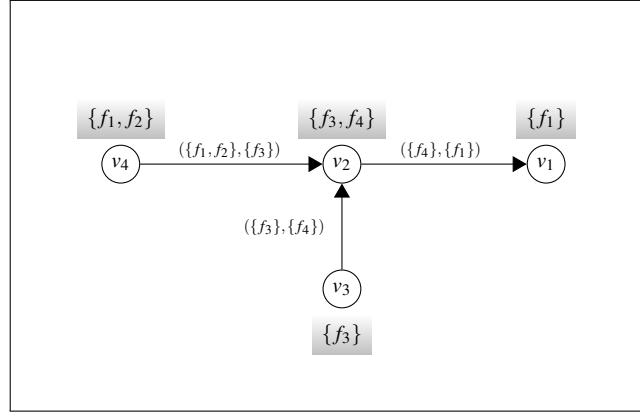 {f₁, f₂} {f₃, f₄} {f₁}
({f₁, f₂},{f₃}) ({f₄},{f₁})
v₄ v₂ v₁
({f₃},{f₄})
v₃
{f₃}